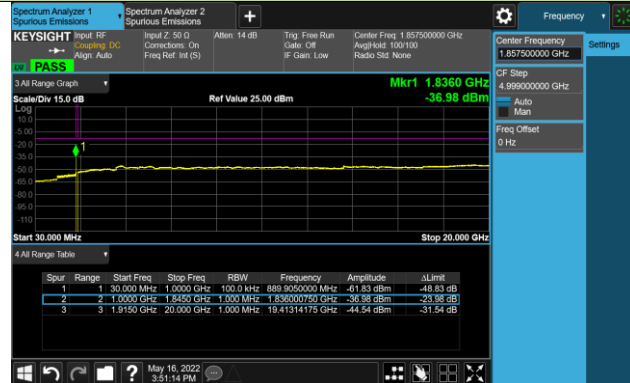 Spectrum Analyzer 1
Spurious Emissions
Spectrum Analyzer 2
Spurious Emissions
+
Frequency
KEYSIGHT
Input: RF
Coupling: DC
Align: Auto
Input Z: 50 Ω
Corrections: On
Freq Ref: Int (S)
Atten: 14 dB
Trig: Free Run
Gate: Off
IF Gain: Low
Center Freq: 1.857500000 GHz
Avg|Hold: 100/100
Radio Std: None
PASS
Center Frequency
1.857500000 GHz
Settings
CF Step
4.999000000 GHz
Auto
Man
Freq Offset
0 Hz
3 All Range Graph
Mkr1 1.8360 GHz
Scale/Div 15.0 dB
Ref Value 25.00 dBm
-36.98 dBm
Log
10.0
-5.00
-20.0
-35.0
-50.0
-65.0
-80.0
-95.0
-110
1
Start 30.000 MHz
Stop 20.000 GHz
4 All Range Table
Spur Range Start Freq Stop Freq RBW Frequency Amplitude ΔLimit
1 1 30.000 MHz 1.0000 GHz 100.0 kHz 889.9050000 MHz -61.83 dBm -48.83 dB
2 2 1.0000 GHz 1.8450 GHz 1.000 MHz 1.836000750 GHz -36.98 dBm -23.98 dB
3 3 1.9150 GHz 20.000 GHz 1.000 MHz 19.41314175 GHz -44.54 dBm -31.54 dB
?
May 16, 2022
3:51:14 PM